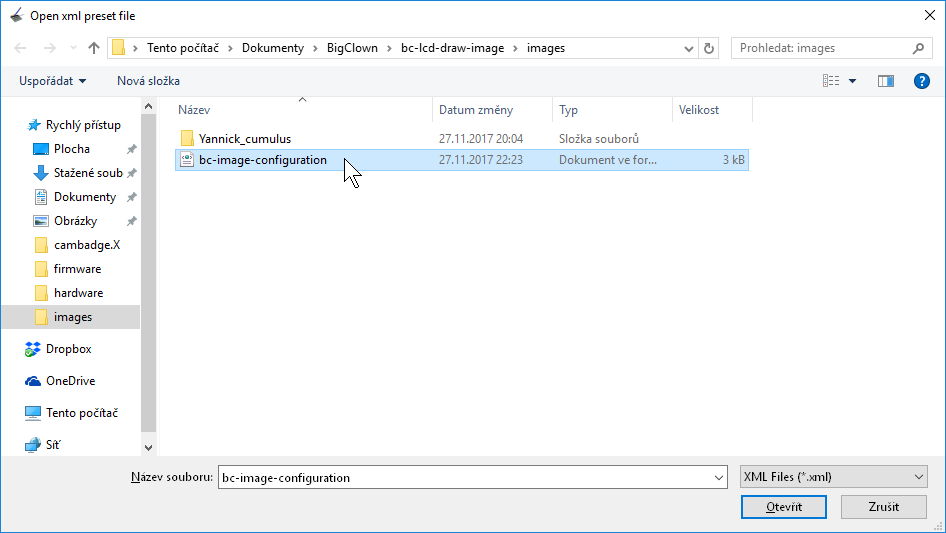 Open xml preset file
Tento počítač > Dokumenty > BigClown > bc-lcd-draw-image > images
Prohledat: images
Uspořádat
Nová složka
Název
Datum změny
Typ
Velikost
Yannick_cumulus
27.11.2017 20:04
Složka souborů
bc-image-configuration
27.11.2017 22:23
Dokument ve for...
3 kB
Rychlý přístup
Plocha
Stažené soub
Dokumenty
Obrázky
cambadge.X
firmware
hardware
images
Dropbox
OneDrive
Tento počítač
Síť
Název souboru:
bc-image-configuration
XML Files (*.xml)
Otevřít
Zrušit